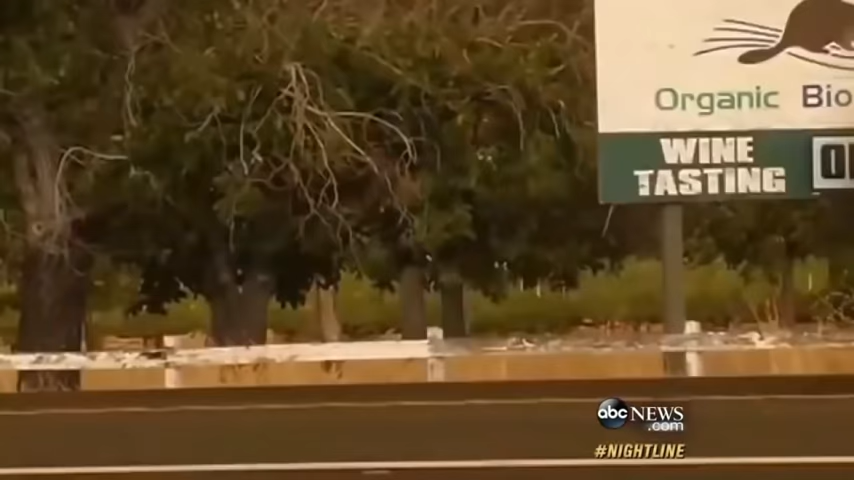 Organic Bio
WINE
TASTING
abc NEWS
.com
#NIGHTLINE